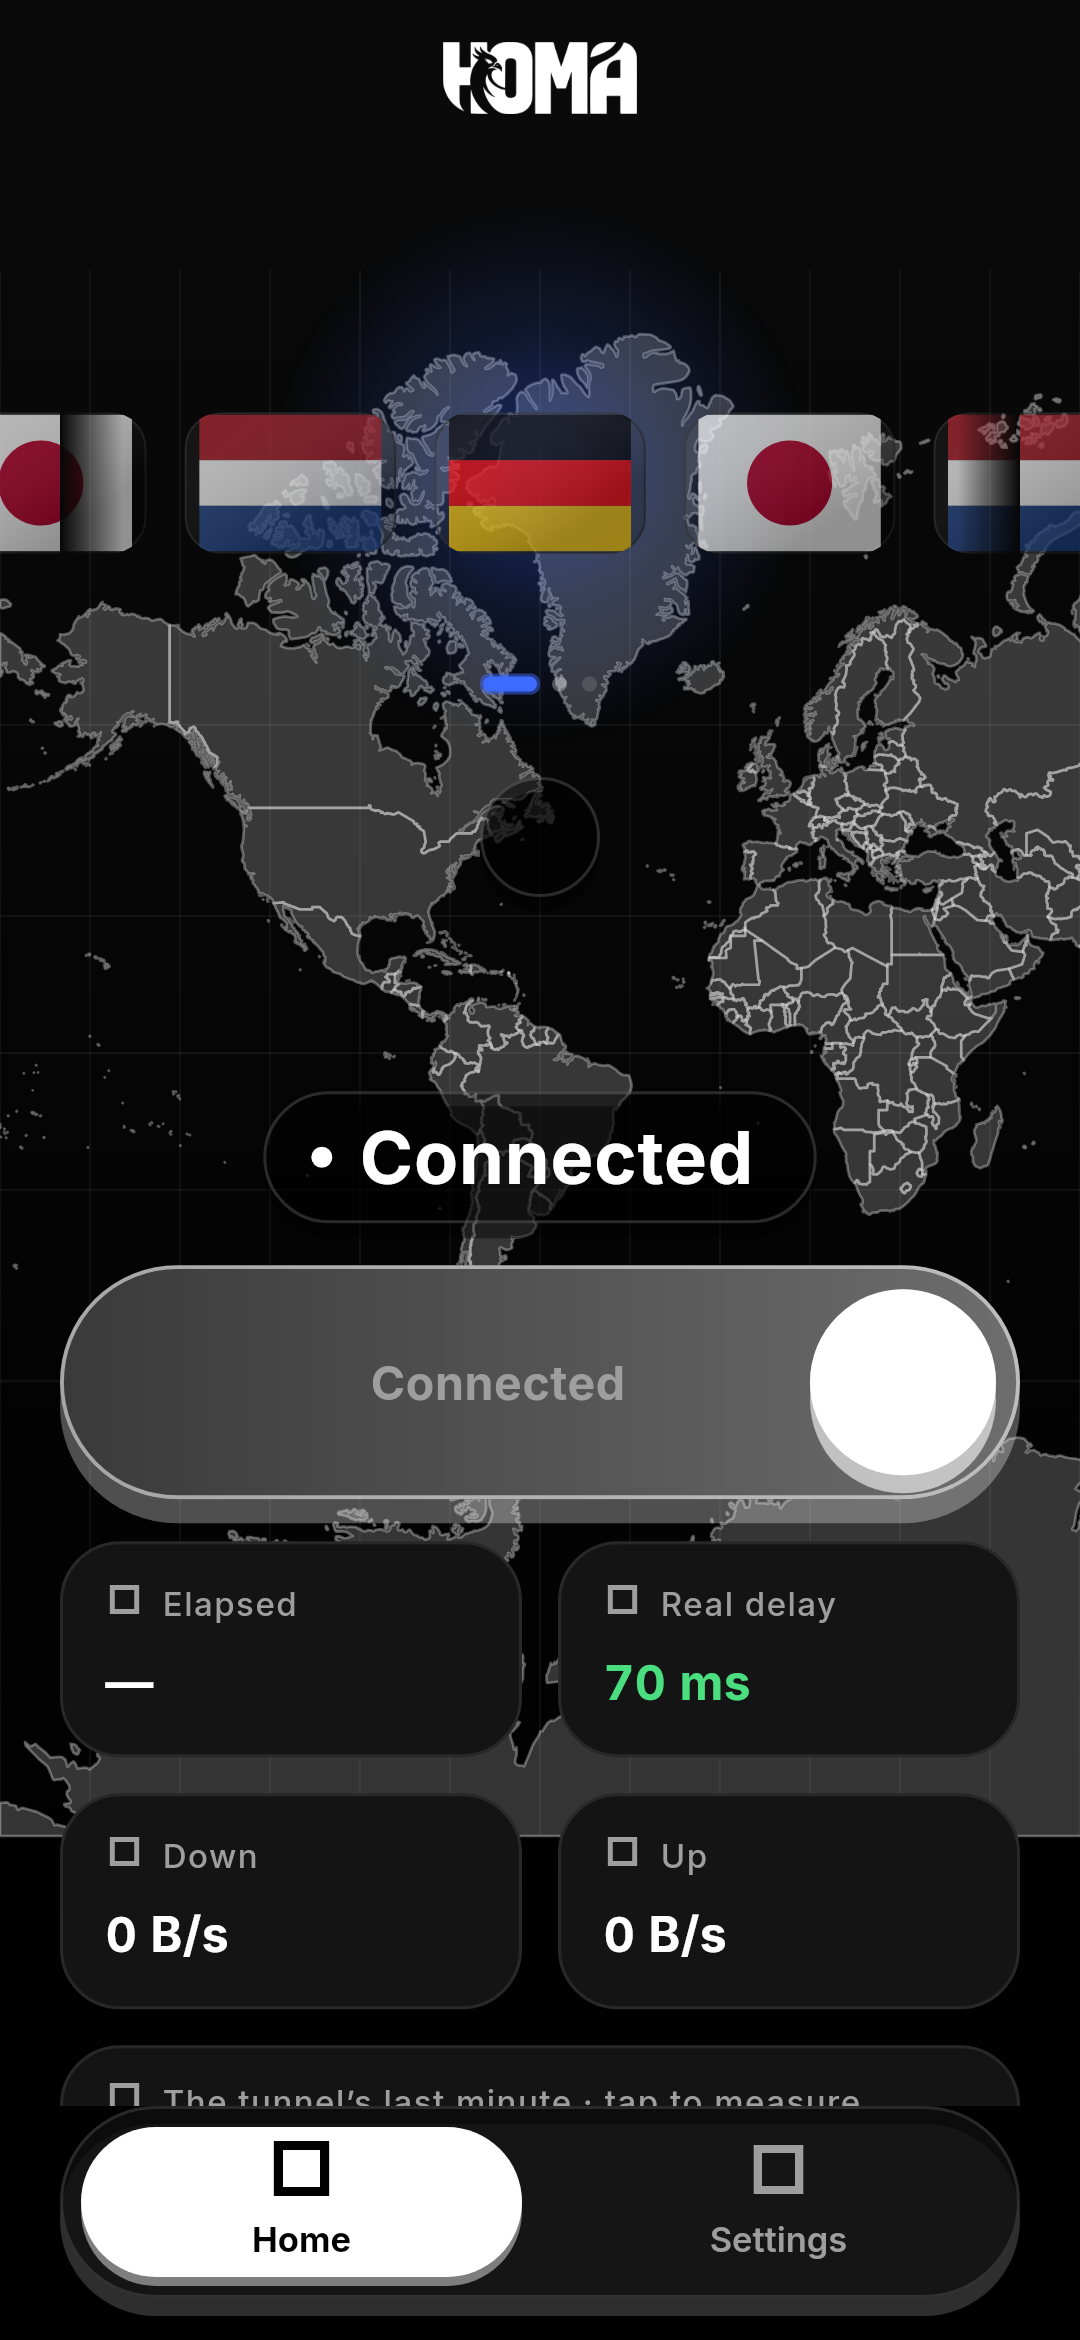 HOMA
• Connected
Connected
Elapsed
—
Real delay
70 ms
Down
0 B/s
Up
0 B/s
The tunnel’s last minute · tap to measure
Home
Settings